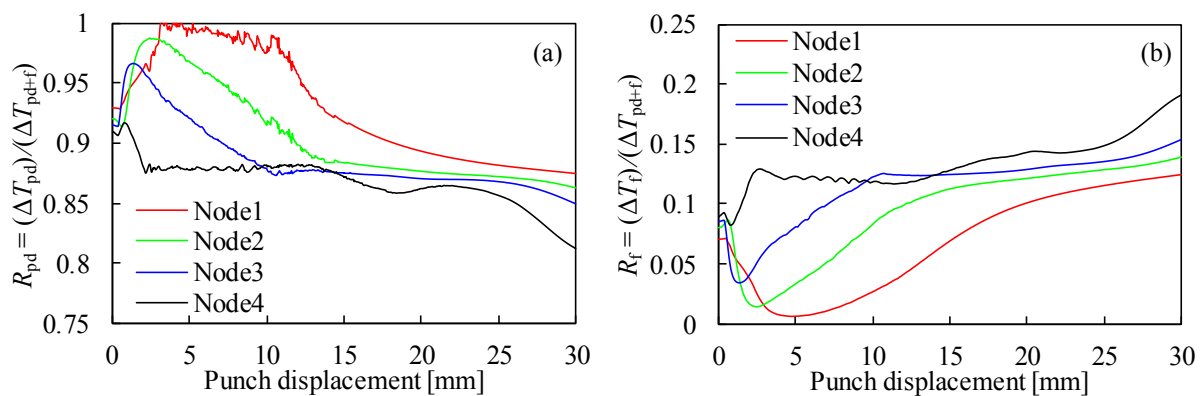 (a)
R_pd = (ΔT_pd)/(ΔT_pd+f)
1
0.95
0.9
0.85
0.8
0.75
Node1
Node2
Node3
Node4
0 5 10 15 20 25 30
Punch displacement [mm]
(b)
R_f = (ΔT_f)/(ΔT_pd+f)
0.25
0.2
0.15
0.1
0.05
0
Node1
Node2
Node3
Node4
0 5 10 15 20 25 30
Punch displacement [mm]